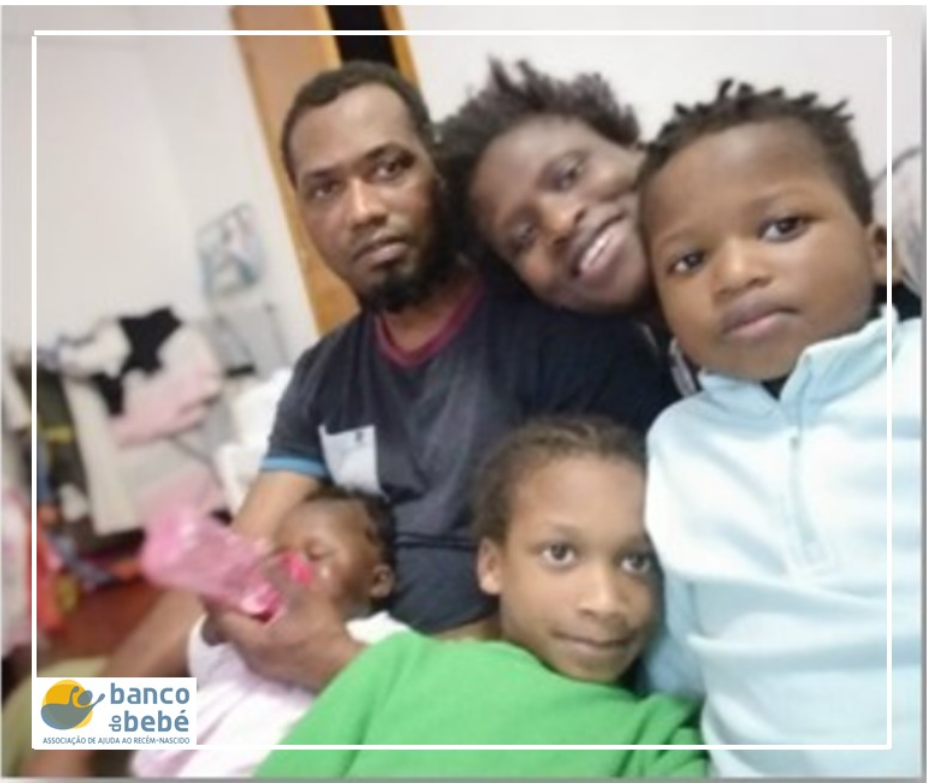 banco
do bebé
ASSOCIAÇÃO DE AJUDA AO RECÉM-NASCIDO